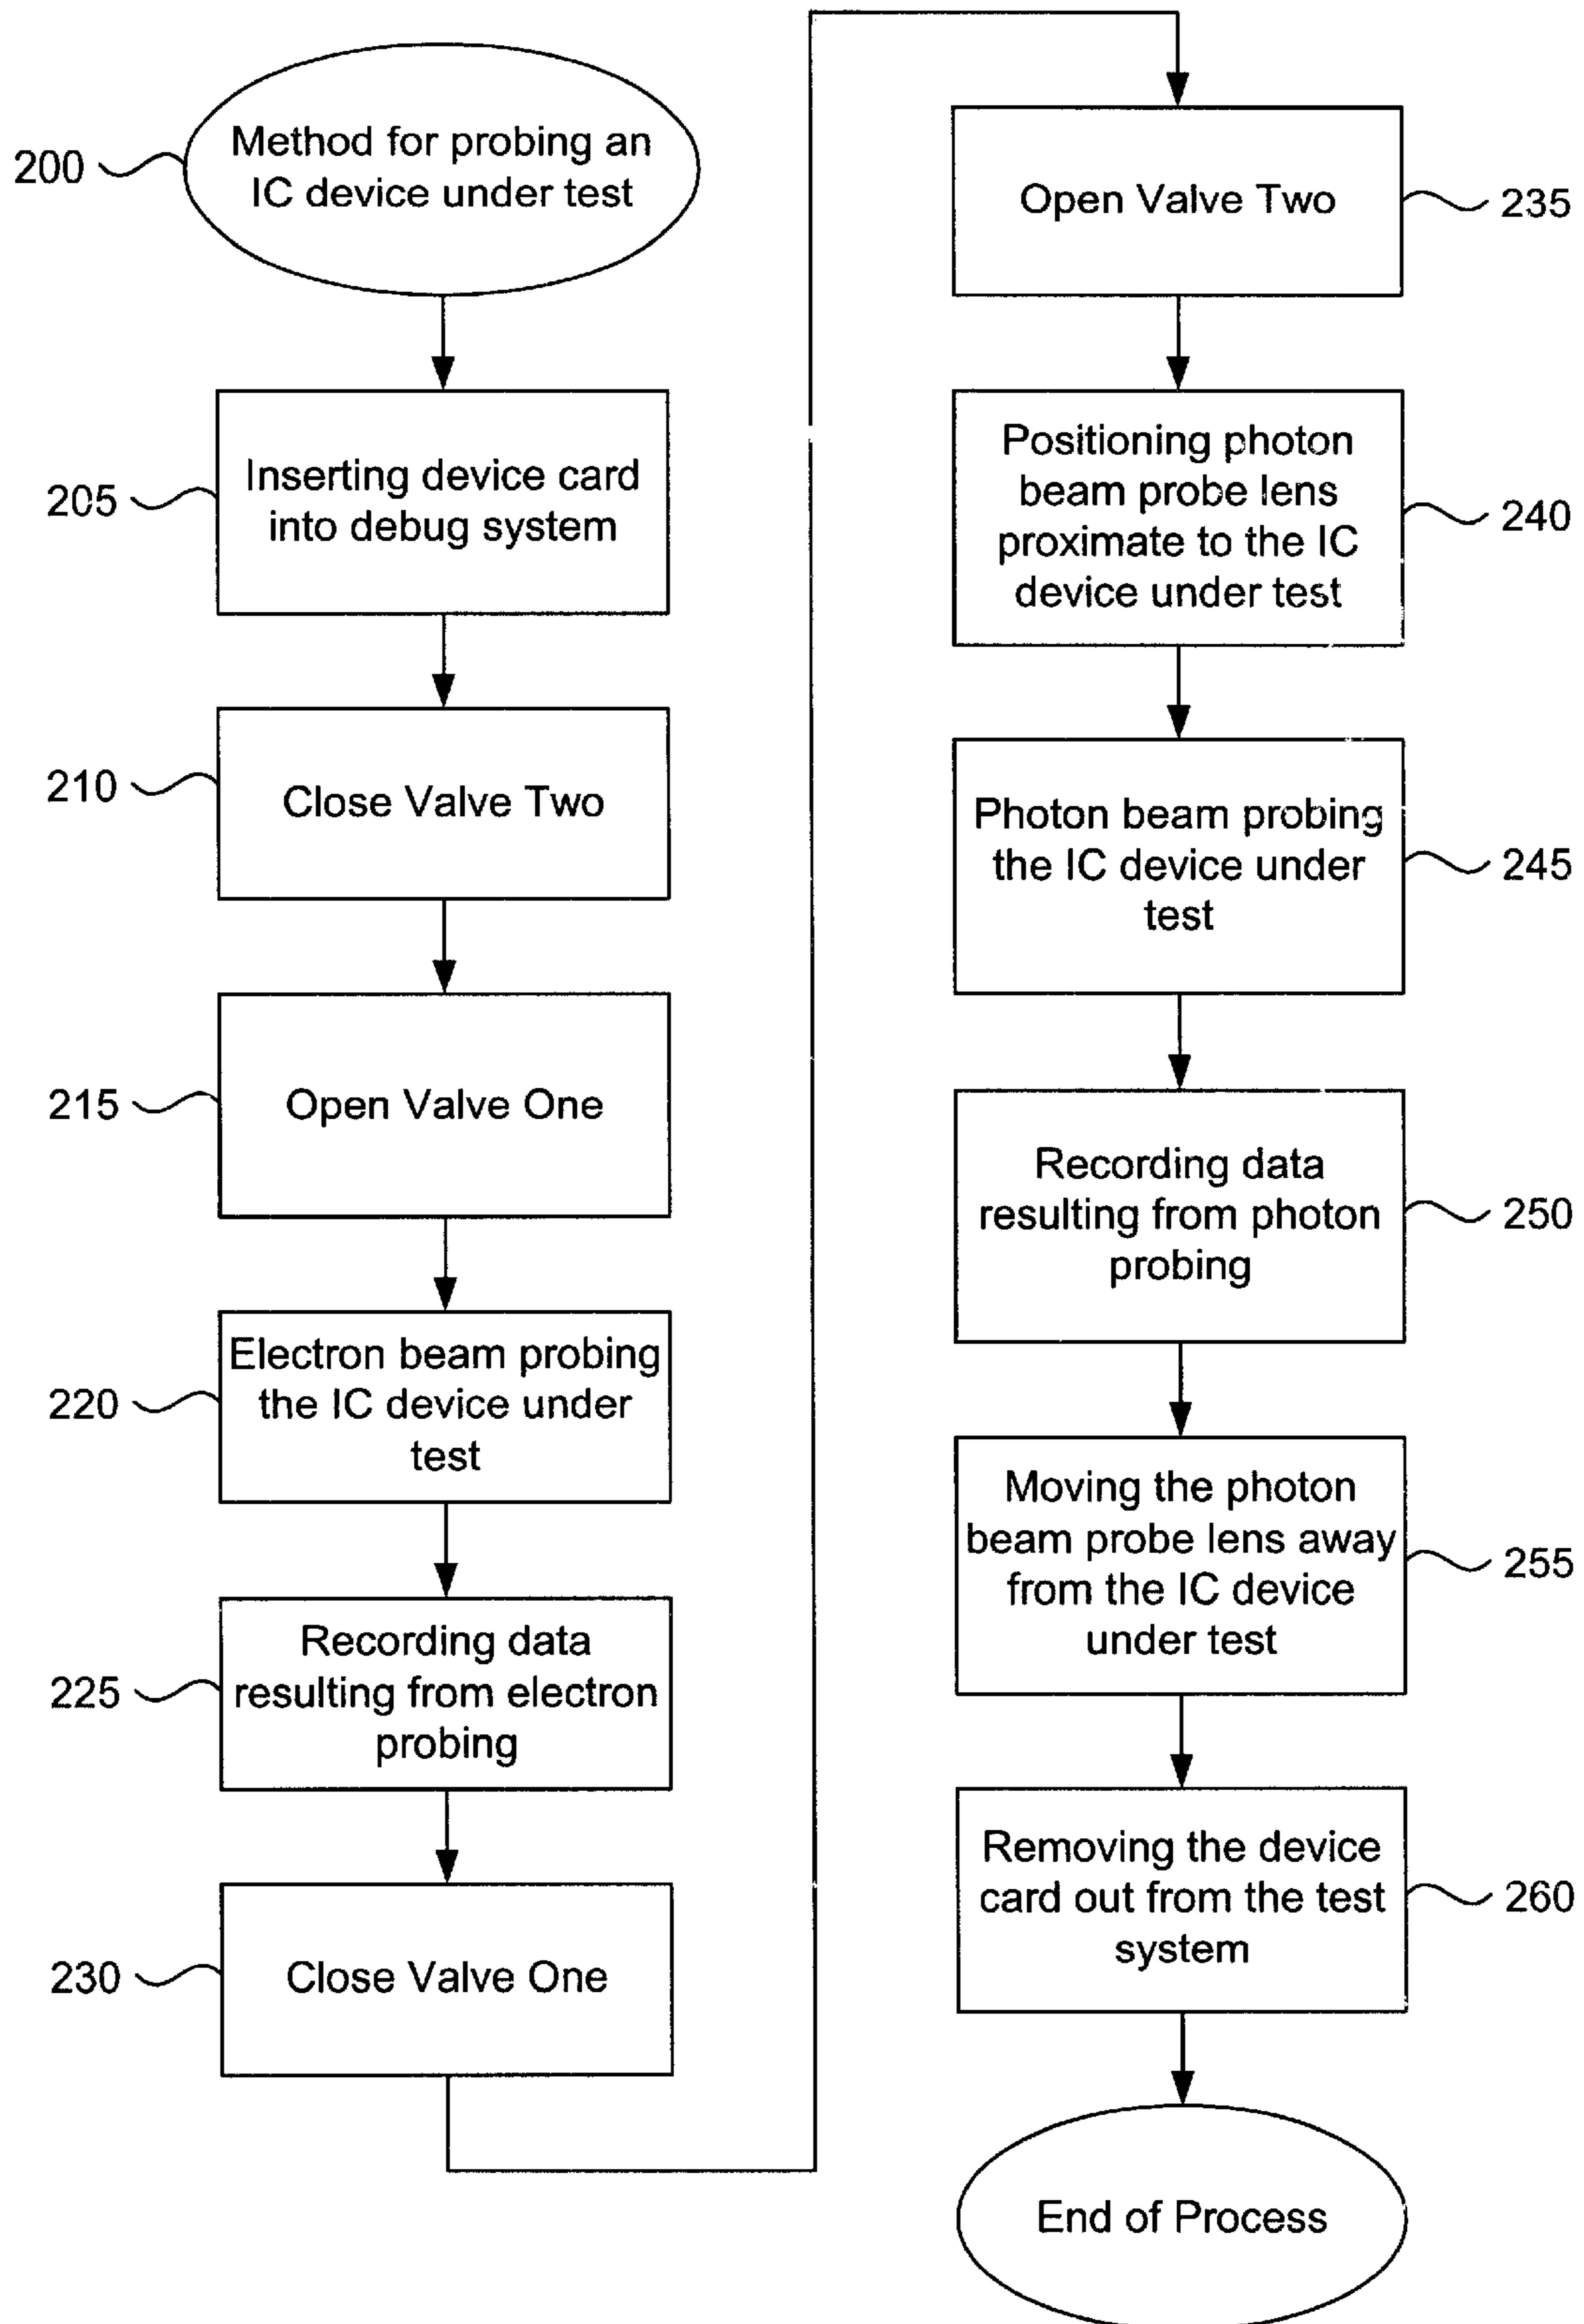 200
Method for probing an
IC device under test
205
Inserting device card
into debug system
210
Close Valve Two
215
Open Valve One
220
Electron beam probing
the IC device under
test
225
Recording data
resulting from electron
probing
230
Close Valve One
Open Valve Two
235
Positioning photon
beam probe lens
proximate to the IC
device under test
240
Photon beam probing
the IC device under
test
245
Recording data
resulting from photon
probing
250
Moving the photon
beam probe lens away
from the IC device
under test
255
Removing the device
card out from the test
system
260
End of Process